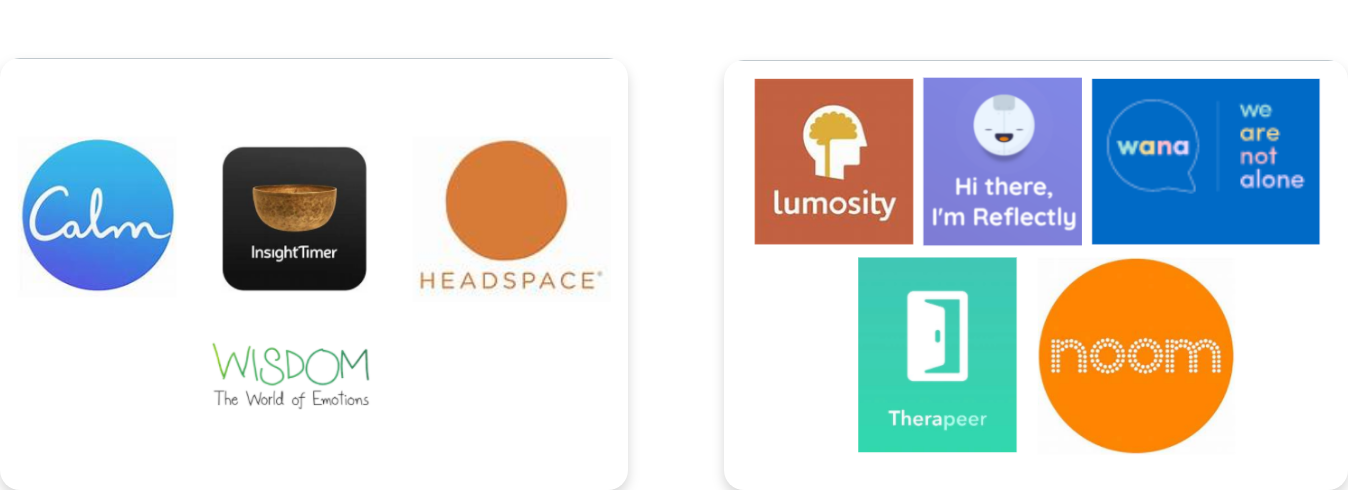 Calm
InsightTimer
HEADSPACE®
WISDOM
The World of Emotions
lumosity
Hi there,
I'm Reflectly
wana
we
are
not
alone
Therapeer
noom